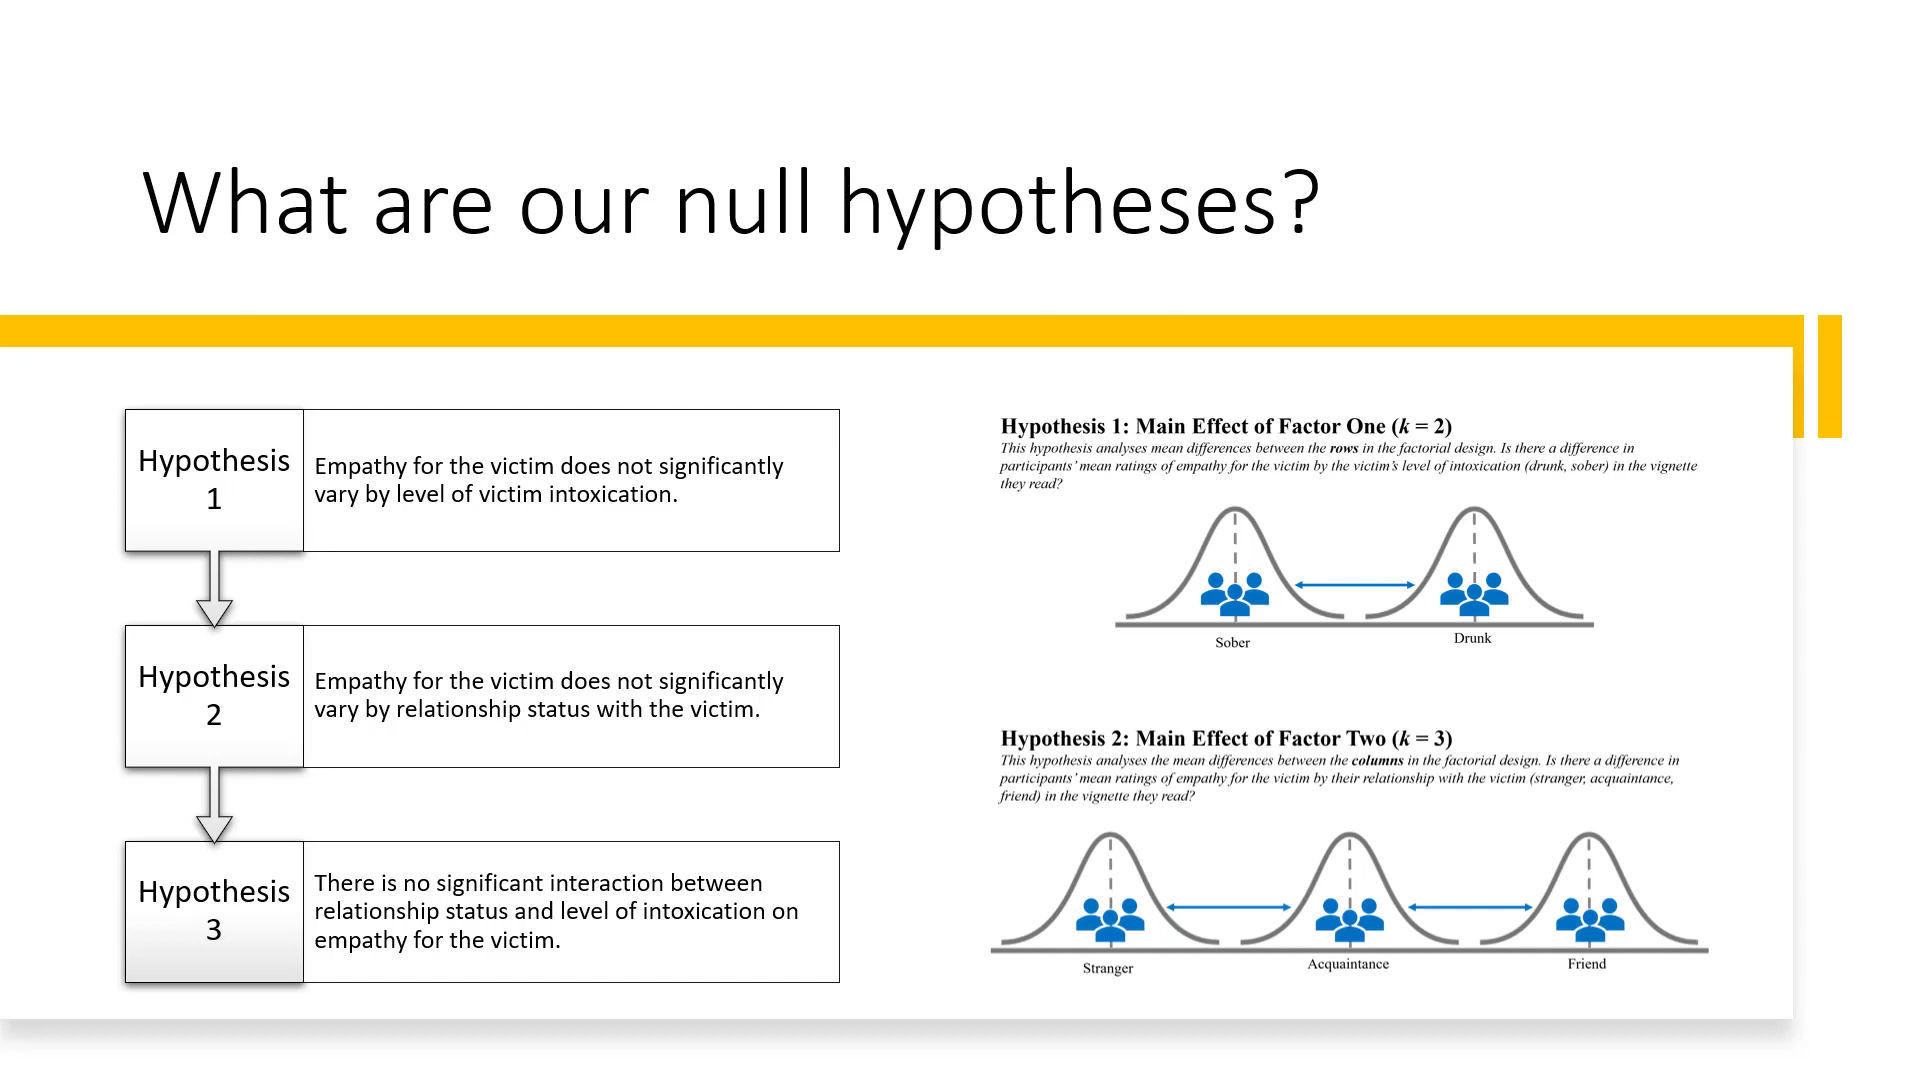 What are our null hypotheses?
Hypothesis
1
Empathy for the victim does not significantly
vary by level of victim intoxication.
Hypothesis
2
Empathy for the victim does not significantly
vary by relationship status with the victim.
Hypothesis
3
There is no significant interaction between
relationship status and level of intoxication on
empathy for the victim.
Hypothesis 1: Main Effect of Factor One (k = 2)
This hypothesis analyses mean differences between the rows in the factorial design. Is there a difference in
participants’ mean ratings of empathy for the victim by the victim’s level of intoxication (drunk, sober) in the vignette
they read?
Sober
Drunk
Hypothesis 2: Main Effect of Factor Two (k = 3)
This hypothesis analyses the mean differences between the columns in the factorial design. Is there a difference in
participants’ mean ratings of empathy for the victim by their relationship with the victim (stranger, acquaintance,
friend) in the vignette they read?
Stranger
Acquaintance
Friend